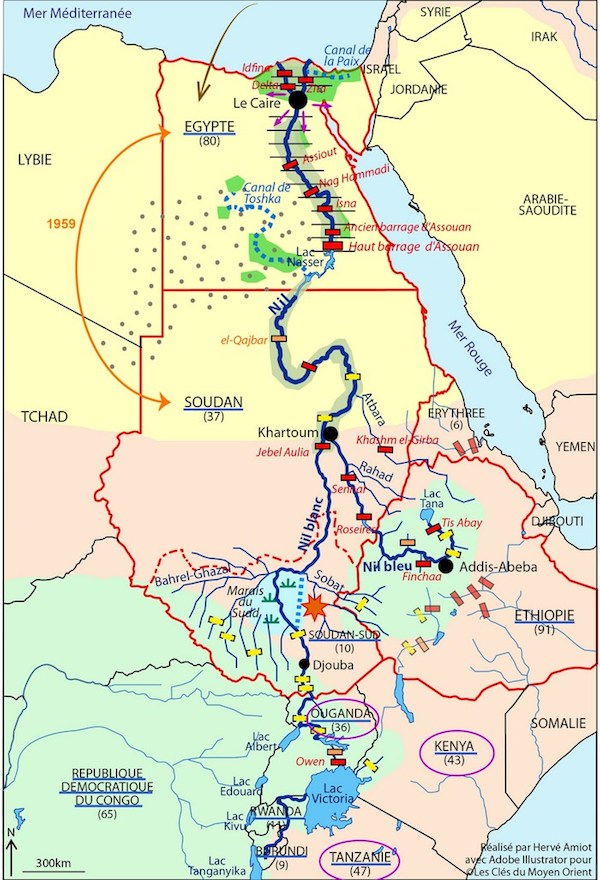 Mer Méditerranée
SYRIE
IRAK
Canal de
la Paix
ISRAEL
Idfina
Delta
Zifta
JORDANIE
Le Caire
EGYPTE
(80)
LYBIE
Assiout
Nag Hammadi
Canal de
Toshka
Isna
ARABIE-
SAOUDITE
1959
Ancien barrage d'Assouan
Haut barrage d'Assouan
Lac
Nasser
Nil
Mer Rouge
el-Qajbar
SOUDAN
(37)
TCHAD
Atbara
ERYTHREE
(6)
Khartoum
Khashm el-Girba
YEMEN
Jebel Aulia
Rahad
Sennar
Lac
Tana
Nil blanc
Tis Abay
DJIBOUTI
Roseires
Nil bleu
Addis-Abeba
Finchaa
Bahrel-Ghazal
Sobat
Marais
du
Sudd
ETHIOPIE
(91)
SOUDAN-SUD
(10)
Djouba
OUGANDA
(36)
SOMALIE
Lac
Albert
KENYA
(43)
Owen
REPUBLIQUE
DEMOCRATIQUE
DU CONGO
(65)
Lac
Edouard
Lac
Victoria
RWANDA
Lac
Kivu
BURUNDI
(9)
N
300km
Lac
Tanganyika
TANZANIE
(47)
Réalisé par Hervé Amiot
avec Adobe Illustrator pour
©Les Clés du Moyen Orient